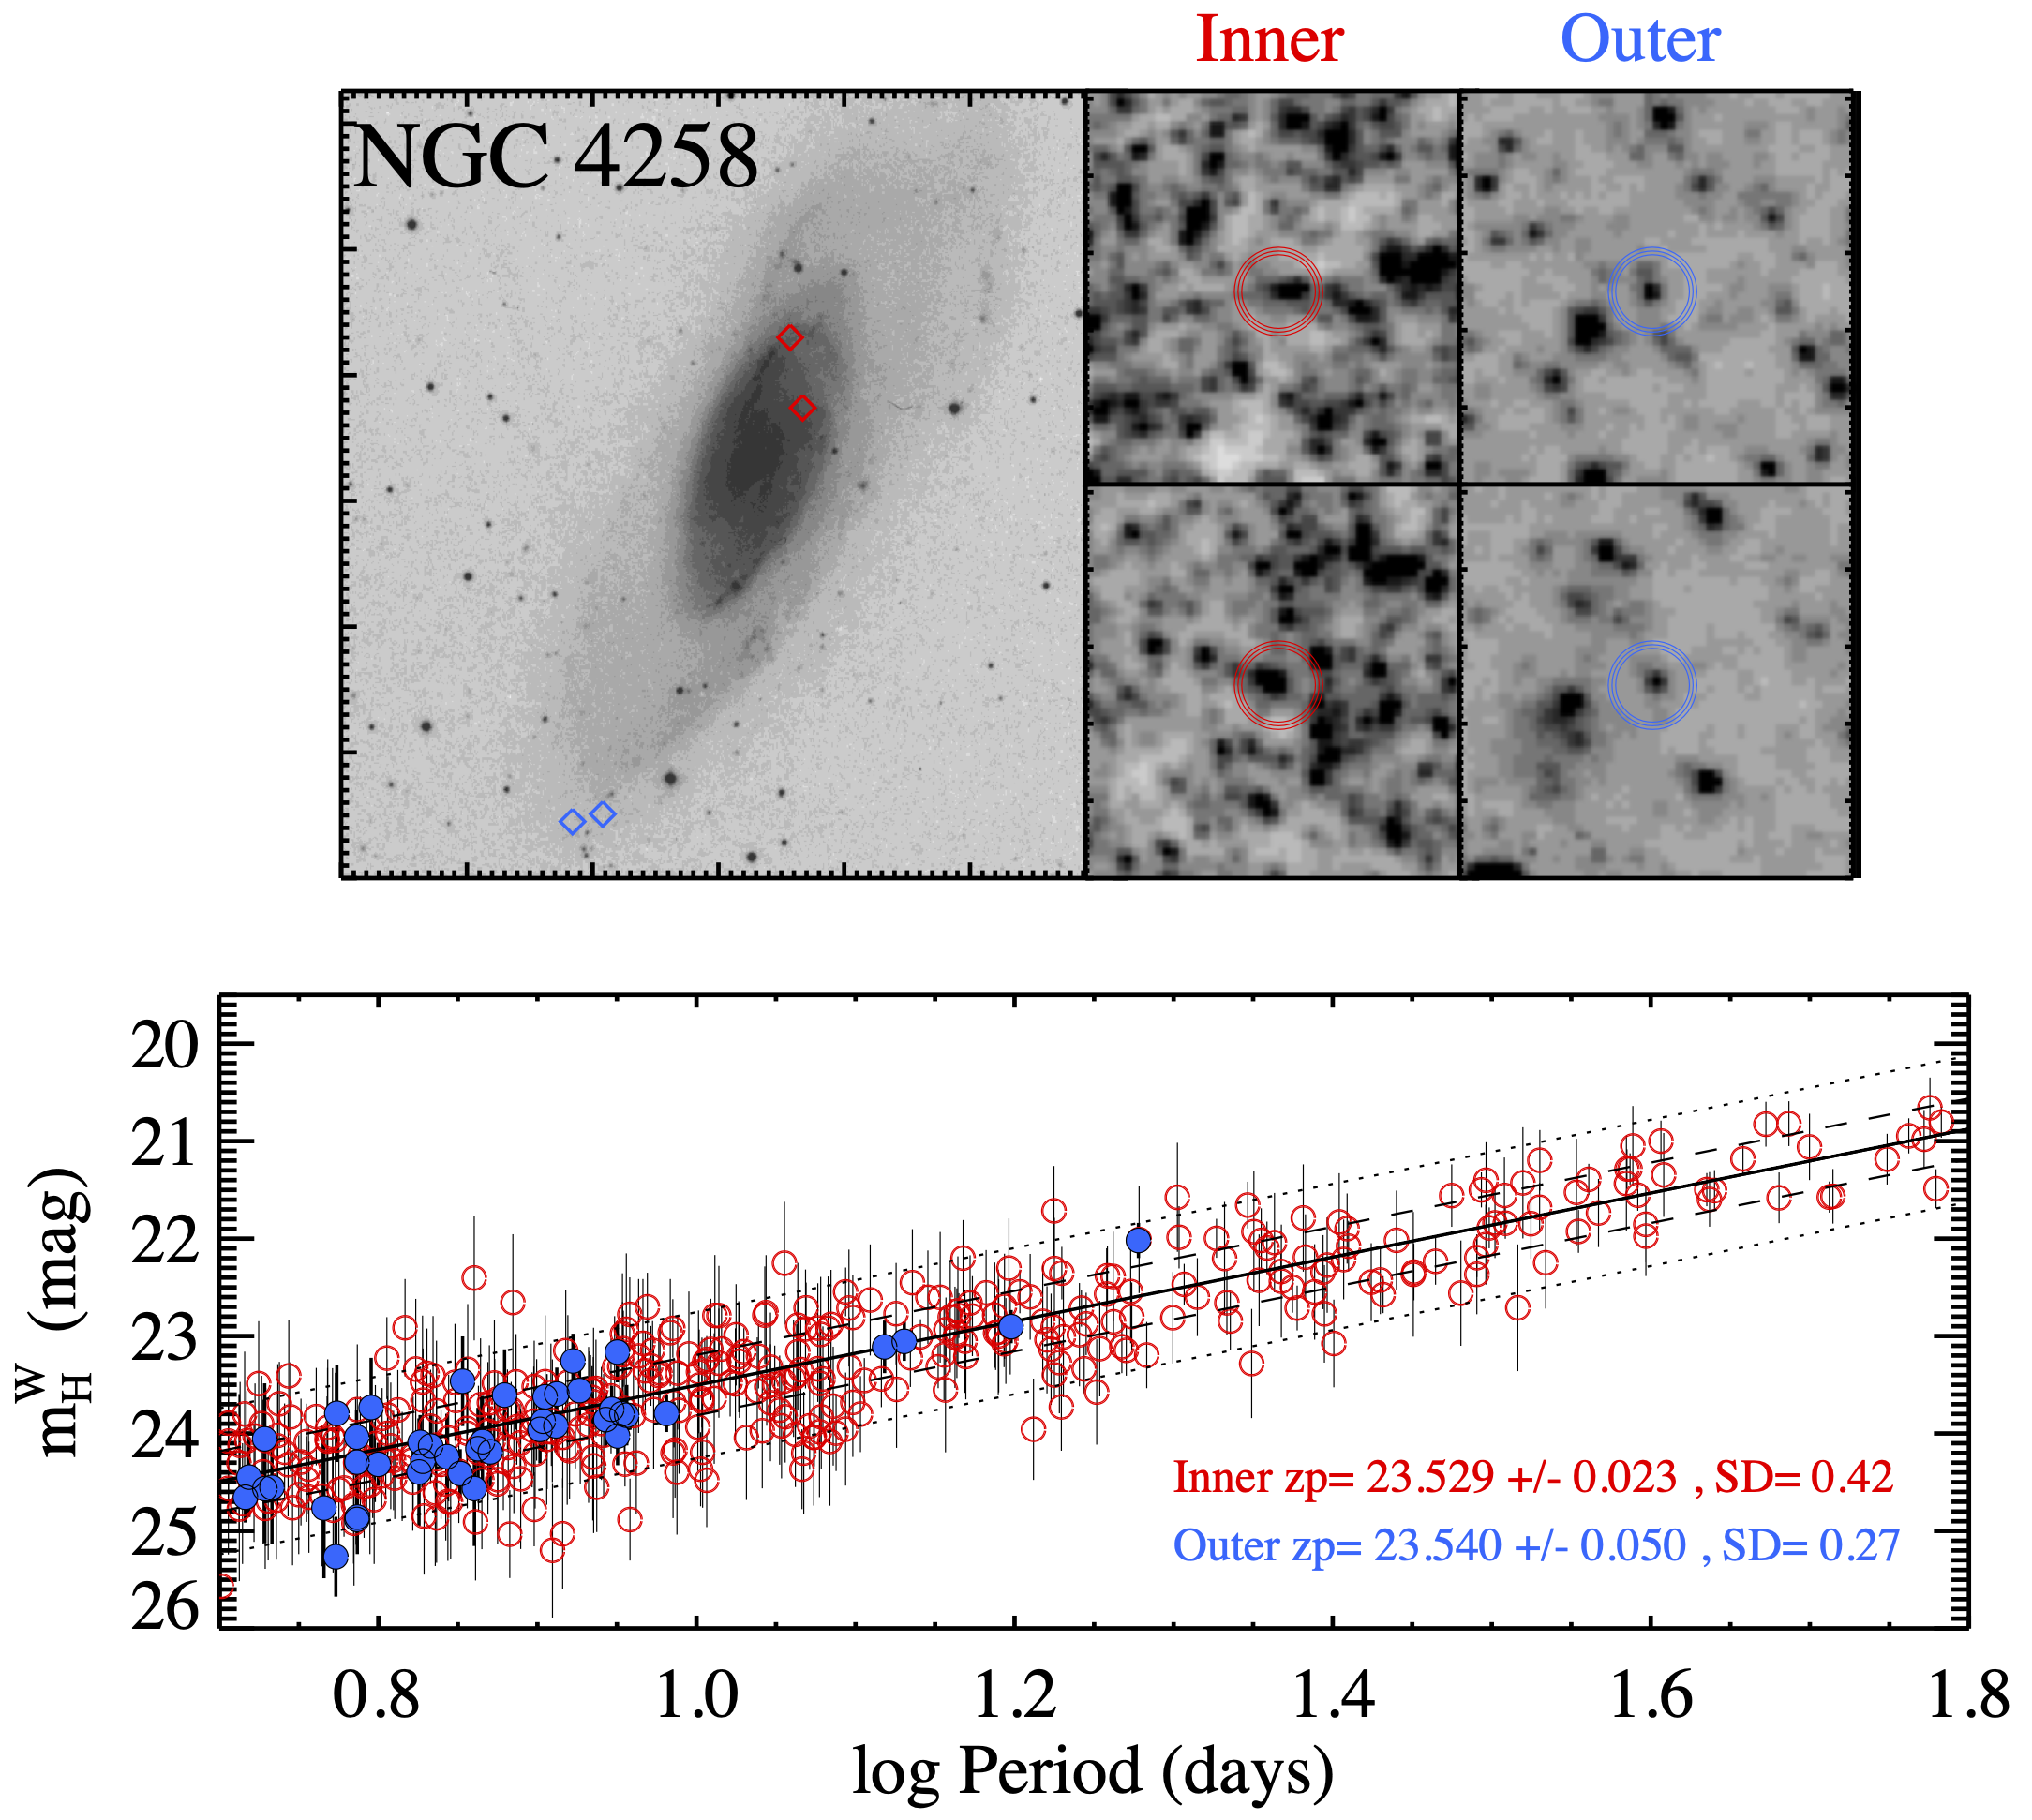 Inner Outer
NGC 4258
20
21
22
23
24
25
26
m_H^W (mag)
Inner zp= 23.529 +/- 0.023 , SD= 0.42
Outer zp= 23.540 +/- 0.050 , SD= 0.27
0.8 1.0 1.2 1.4 1.6 1.8
log Period (days)